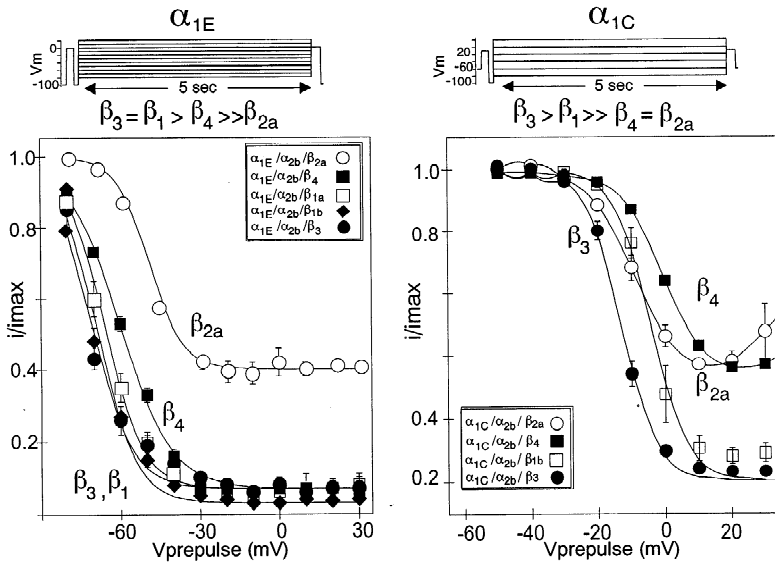 α1E
0
Vm
-100
5 sec
β3 = β1 > β4 >> β2a
1.0
0.8
0.6
0.4
0.2
i/imax
α1E/α2b/β2a
α1E/α2b/β4
α1E/α2b/β1a
α1E/α2b/β1b
α1E/α2b/β3
β2a
β4
β3, β1
-60
-30
0
30
Vprepulse (mV)
α1C
20
-60
-100
Vm
5 sec
β3 > β1 >> β4 = β2a
1.0
0.8
0.4
0.2
i/imax
β3
β4
β2a
α1C/α2b/β2a
α1C/α2b/β4
α1C/α2b/β1b
α1C/α2b/β3
-60
-40
-20
0
20
Vprepulse (mV)